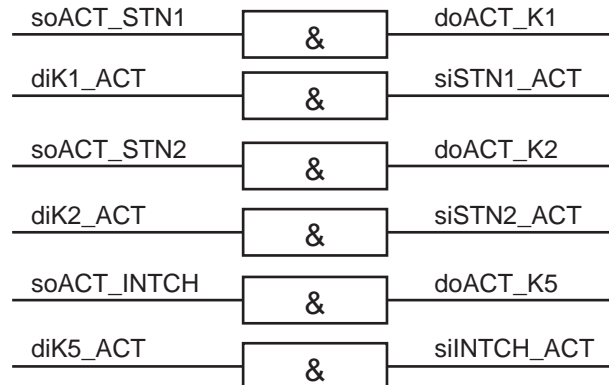 soACT_STN1 & doACT_K1
diK1_ACT & siSTN1_ACT
soACT_STN2 & doACT_K2
diK2_ACT & siSTN2_ACT
soACT_INTCH & doACT_K5
diK5_ACT & siINTCH_ACT